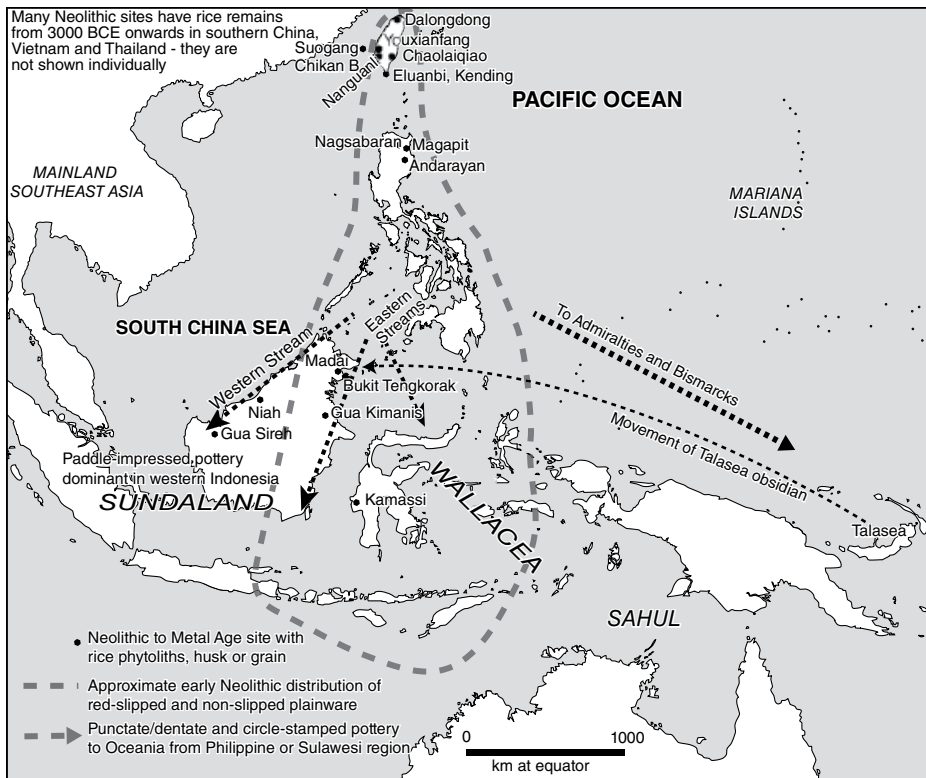 Many Neolithic sites have rice remains
from 3000 BCE onwards in southern China,
Vietnam and Thailand - they are
not shown individually
Dalongdong
Youxianfang
Suogang
Chaolaiqiao
Chikan B
Nanguanli
Eluanbi, Kending
PACIFIC OCEAN
Nagsabaran
Magapit
Andarayan
MAINLAND
SOUTHEAST ASIA
MARIANA
ISLANDS
SOUTH CHINA SEA
Western Stream
Eastern
Streams
To Admiralties and Bismarcks
Madai
Bukit Tengkorak
Niah
Gua Kimanis
Gua Sireh
Movement of Talasea obsidian
Paddle-impressed pottery
dominant in western Indonesia
SUNDALAND
WALLACEA
Kamassi
Talasea
SAHUL
Neolithic to Metal Age site with
rice phytoliths, husk or grain
Approximate early Neolithic distribution of
red-slipped and non-slipped plainware
Punctate/dentate and circle-stamped pottery
to Oceania from Philippine or Sulawesi region
0 1000
km at equator